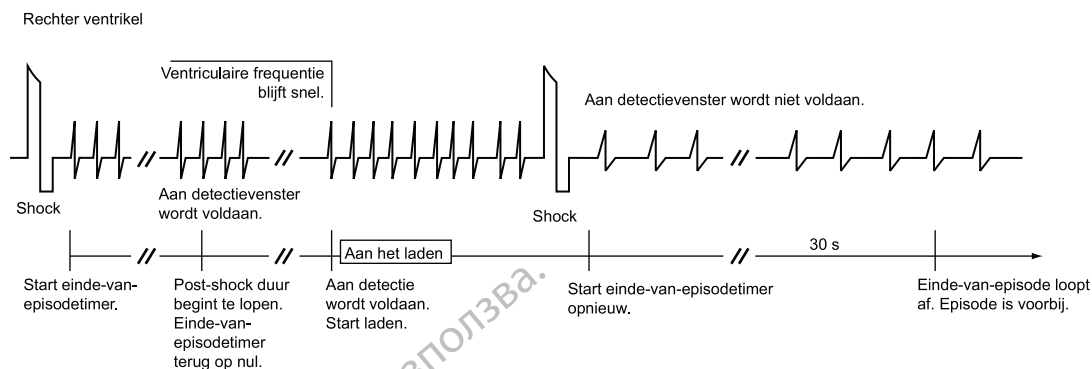 Rechter ventrikel
Ventriculaire frequentie
blijft snel.
Aan detectievenster wordt niet voldaan.
Shock
Aan detectievenster
wordt voldaan.
Shock
Aan het laden
30 s
Start einde-van-
episodetimer.
Post-shock duur
begint te lopen.
Einde-van-
episodetimer
terug op nul.
Aan detectie
wordt voldaan.
Start laden.
Start einde-van-episodetimer
opnieuw.
Einde-van-episode loopt
af. Episode is voorbij.